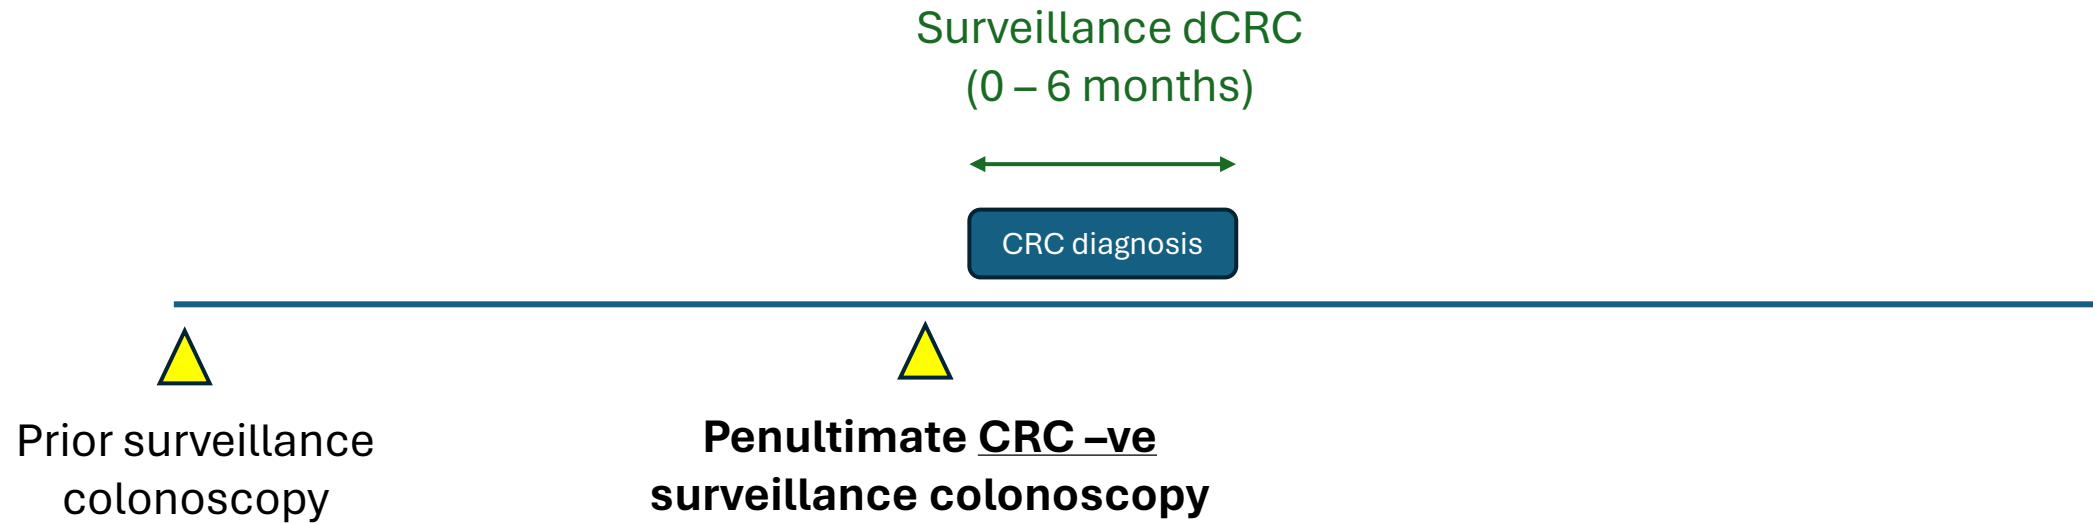 Surveillance dCRC
(0 – 6 months)
CRC diagnosis
Prior surveillance
colonoscopy
Penultimate CRC –ve
surveillance colonoscopy